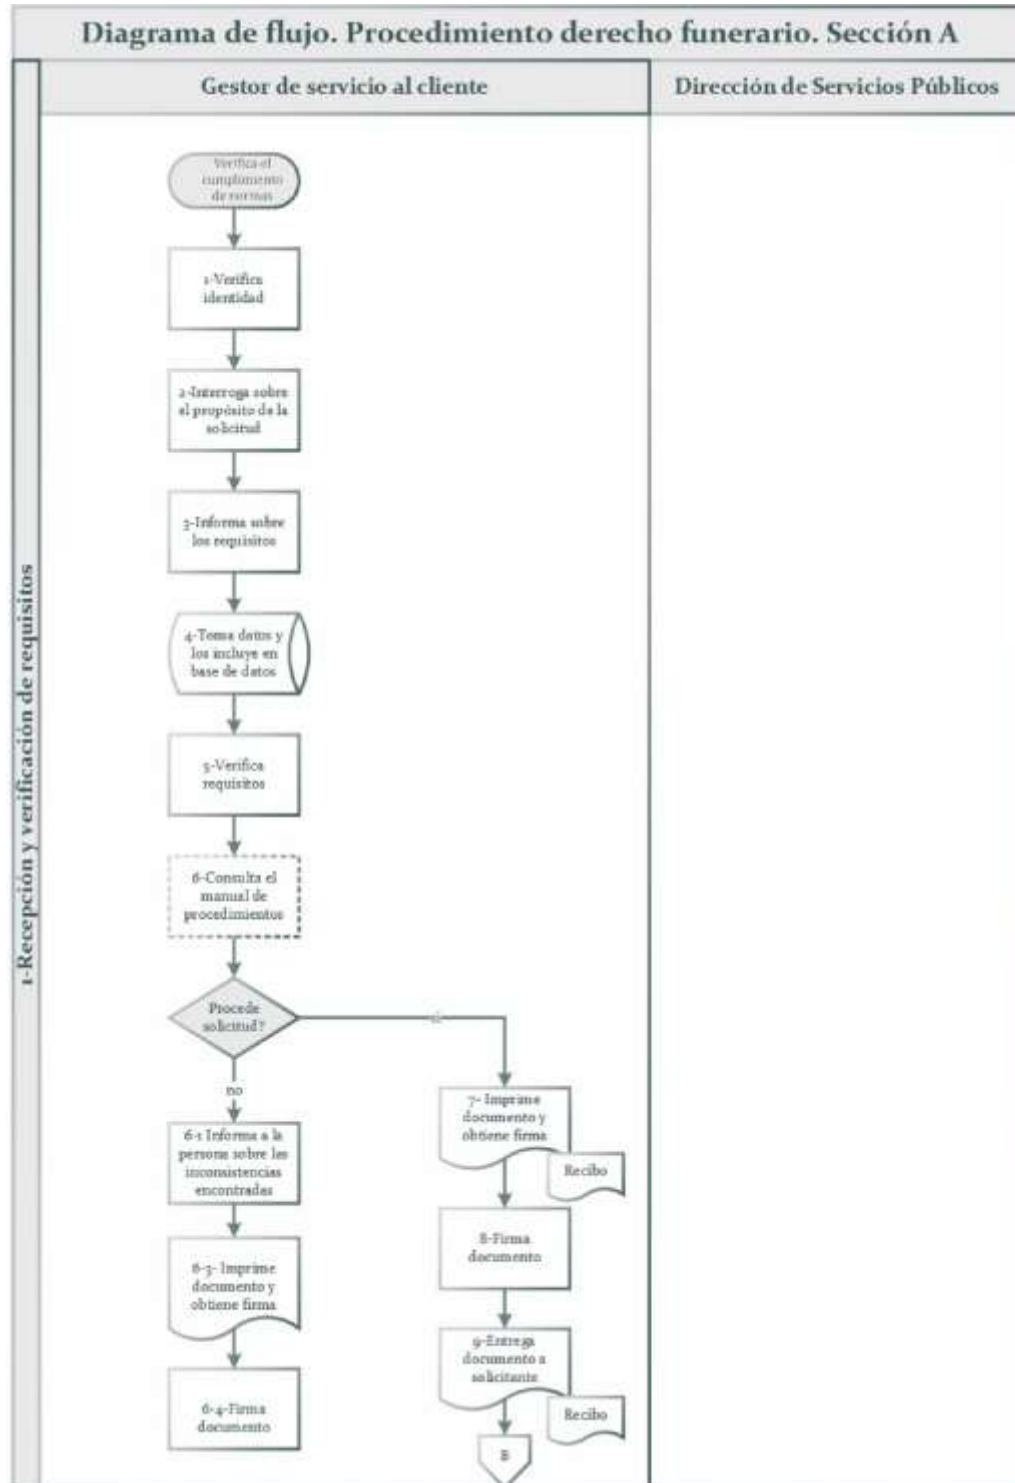 Diagrama de flujo. Procedimiento derecho funerario. Sección A
Gestor de servicio al cliente
Dirección de Servicios Públicos
1-Recepción y verificación de requisitos
Verifica el
cumplimiento
de normas
1-Verifica
identidad
2-Interroga sobre
el propósito de la
solicitud
3-Informa sobre
los requisitos
4-Toma datos y
los incluye en
base de datos
5-Verifica
requisitos
6-Consulta el
manual de
procedimientos
Procede
solicitud?
si
no
6-1 Informa a la
persona sobre las
inconsistencias
encontradas
6-3- Imprime
documento y
obtiene firma
6-4-Firma
documento
7- Imprime
documento y
obtiene firma
Recibo
8-Firma
documento
9-Entrega
documento a
solicitante
Recibo
B